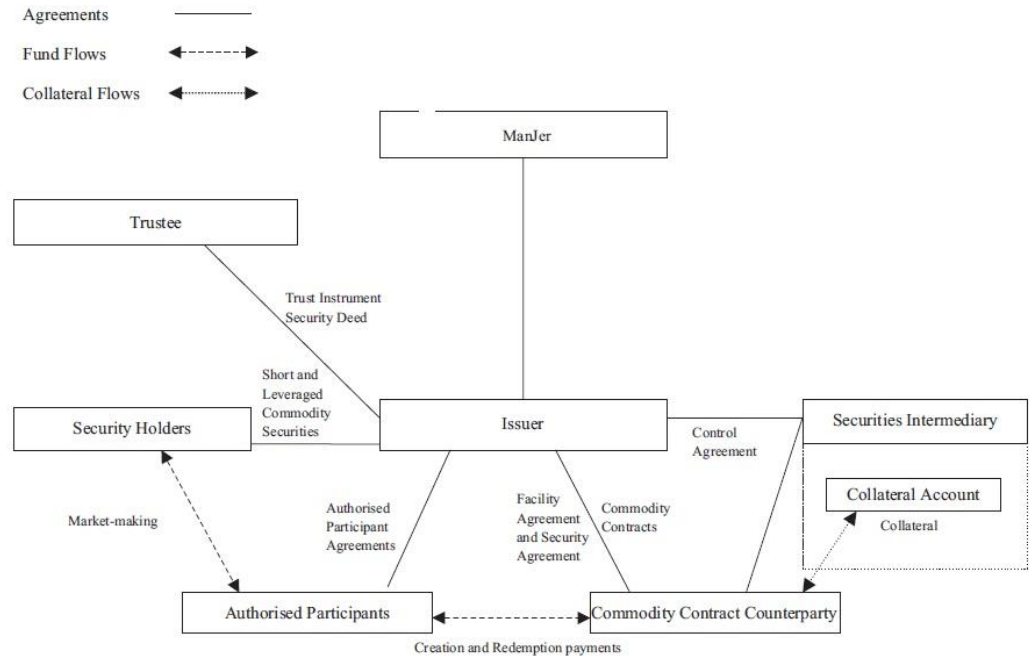 Agreements
Fund Flows
Collateral Flows
ManJer
Trustee
Trust Instrument
Security Deed
Short and
Leveraged
Commodity
Securities
Security Holders
Issuer
Control
Agreement
Securities Intermediary
Collateral Account
Collateral
Market-making
Authorised
Participant
Agreements
Facility
Agreement
and Security
Agreement
Commodity
Contracts
Authorised Participants
Commodity Contract Counterparty
Creation and Redemption payments